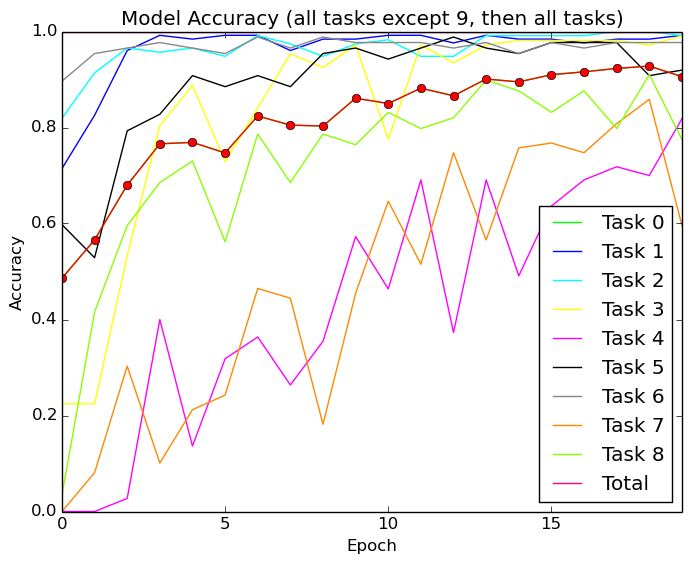 Model Accuracy (all tasks except 9, then all tasks)
1.0
0.8
0.6
0.4
0.2
0.0
Accuracy
0 5 10 15
Epoch
Task 0
Task 1
Task 2
Task 3
Task 4
Task 5
Task 6
Task 7
Task 8
Total